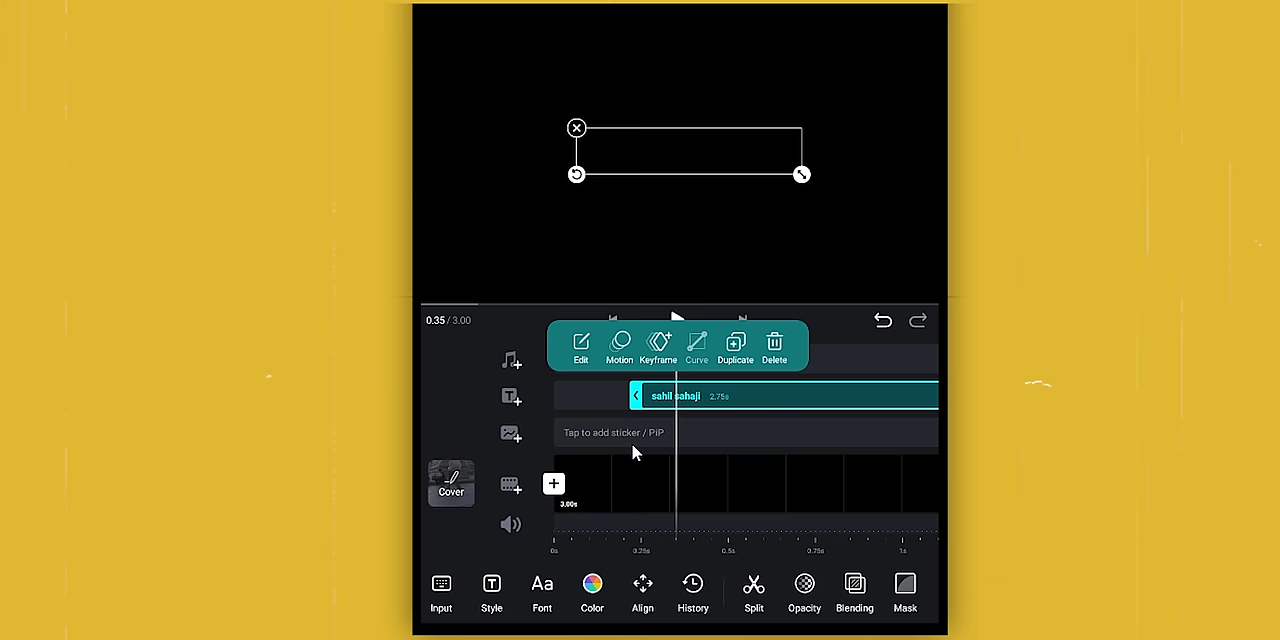 0.35 / 3.00
Edit Motion Keyframe Curve Duplicate Delete
sahil sahaji 2.75s
Tap to add sticker / PiP
Cover
3.00s
0s 0.25s 0.5s 0.75s 1s
Input Style Font Color Align History Split Opacity Blending Mask